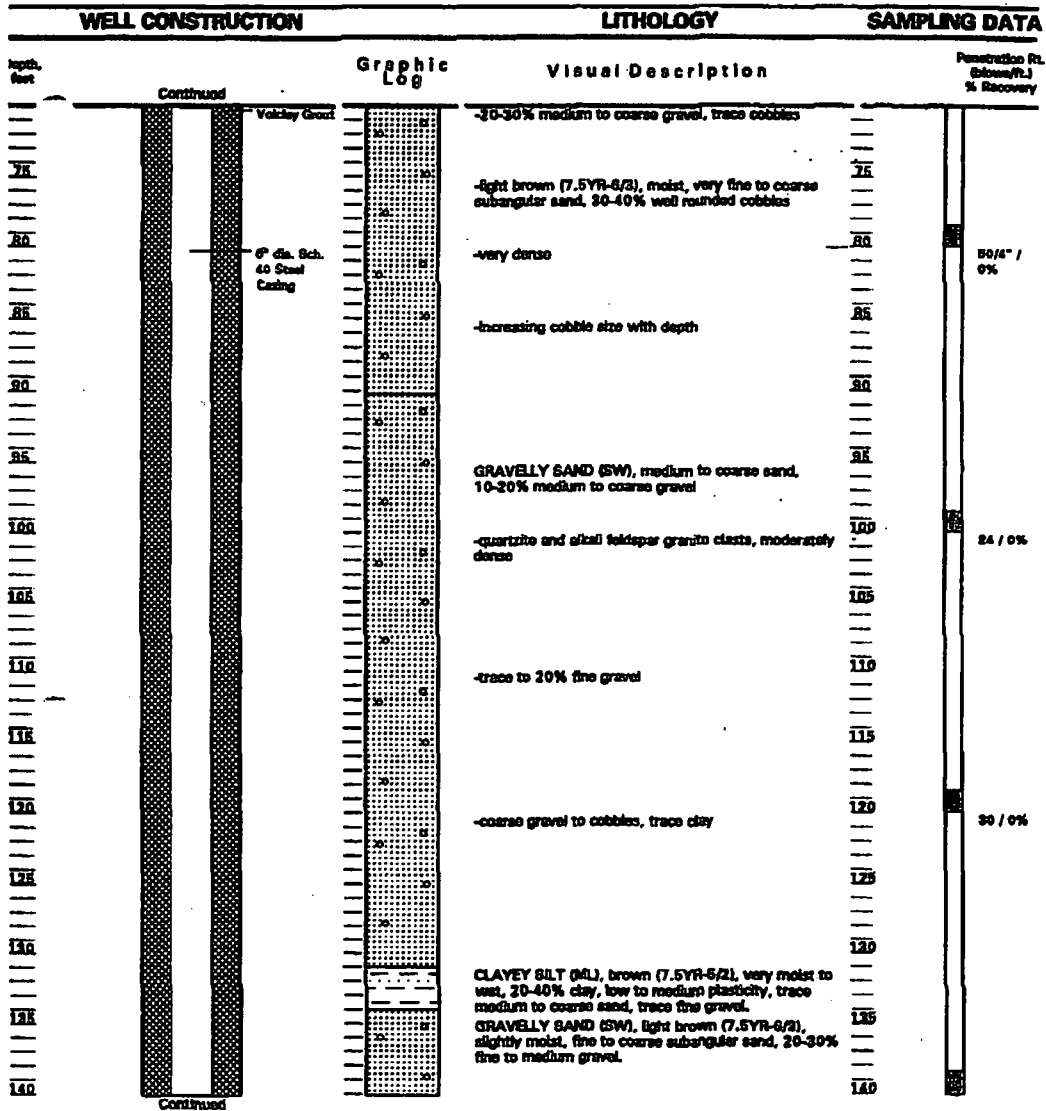 WELL CONSTRUCTION
LITHOLOGY
SAMPLING DATA
feet
Graphic
Log
Visual Description
Penetration Rt.
(blows/ft.)
% Recovery
Continued
Volclay Grout
-20-30% medium to coarse gravel, trace cobbles
75
75
-light brown (7.5YR-6/3), moist, very fine to coarse
subangular sand, 30-40% well rounded cobbles
80
80
6" dia. Sch.
40 Steel
Casing
-very dense
50/4" /
0%
85
85
-increasing cobble size with depth
90
90
95
95
GRAVELLY SAND (SW), medium to coarse sand,
10-20% medium to coarse gravel
100
100
-quartzite and alkali feldspar granite clasts, moderately
dense
24 / 0%
105
105
110
110
-trace to 20% fine gravel
115
115
120
120
-coarse gravel to cobbles, trace clay
30 / 0%
125
125
130
130
CLAYEY SILT (ML), brown (7.5YR-5/2), very moist to
wet, 20-40% clay, low to medium plasticity, trace
medium to coarse sand, trace fine gravel.
135
135
GRAVELLY SAND (SW), light brown (7.5YR-6/3),
slightly moist, fine to coarse subangular sand, 20-30%
fine to medium gravel.
140
140
Continued